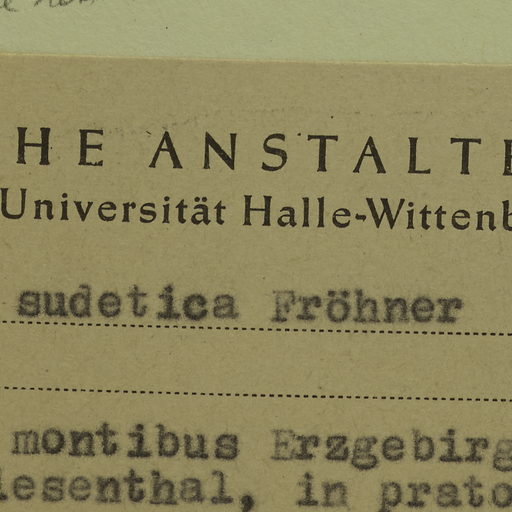 HE ANSTALTE
Universität Halle-Wittenb
sudetica Fröhner
montibus Erzgebirg
iesenthal, in prato